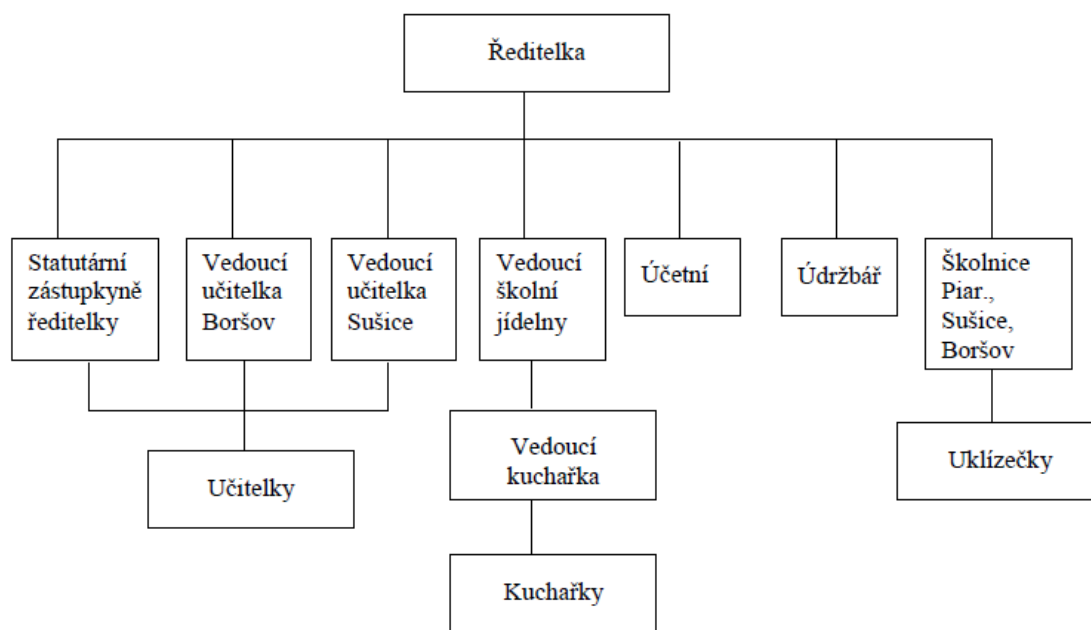 Ředitelka
Statutární
zástupkyně
ředitelky
Vedoucí
učitelka
Boršov
Vedoucí
učitelka
Sušice
Vedoucí
školní
jídelny
Účetní
Údržbář
Školnice
Piar.,
Sušice,
Boršov
Učitelky
Vedoucí
kuchařka
Uklízečky
Kuchařky